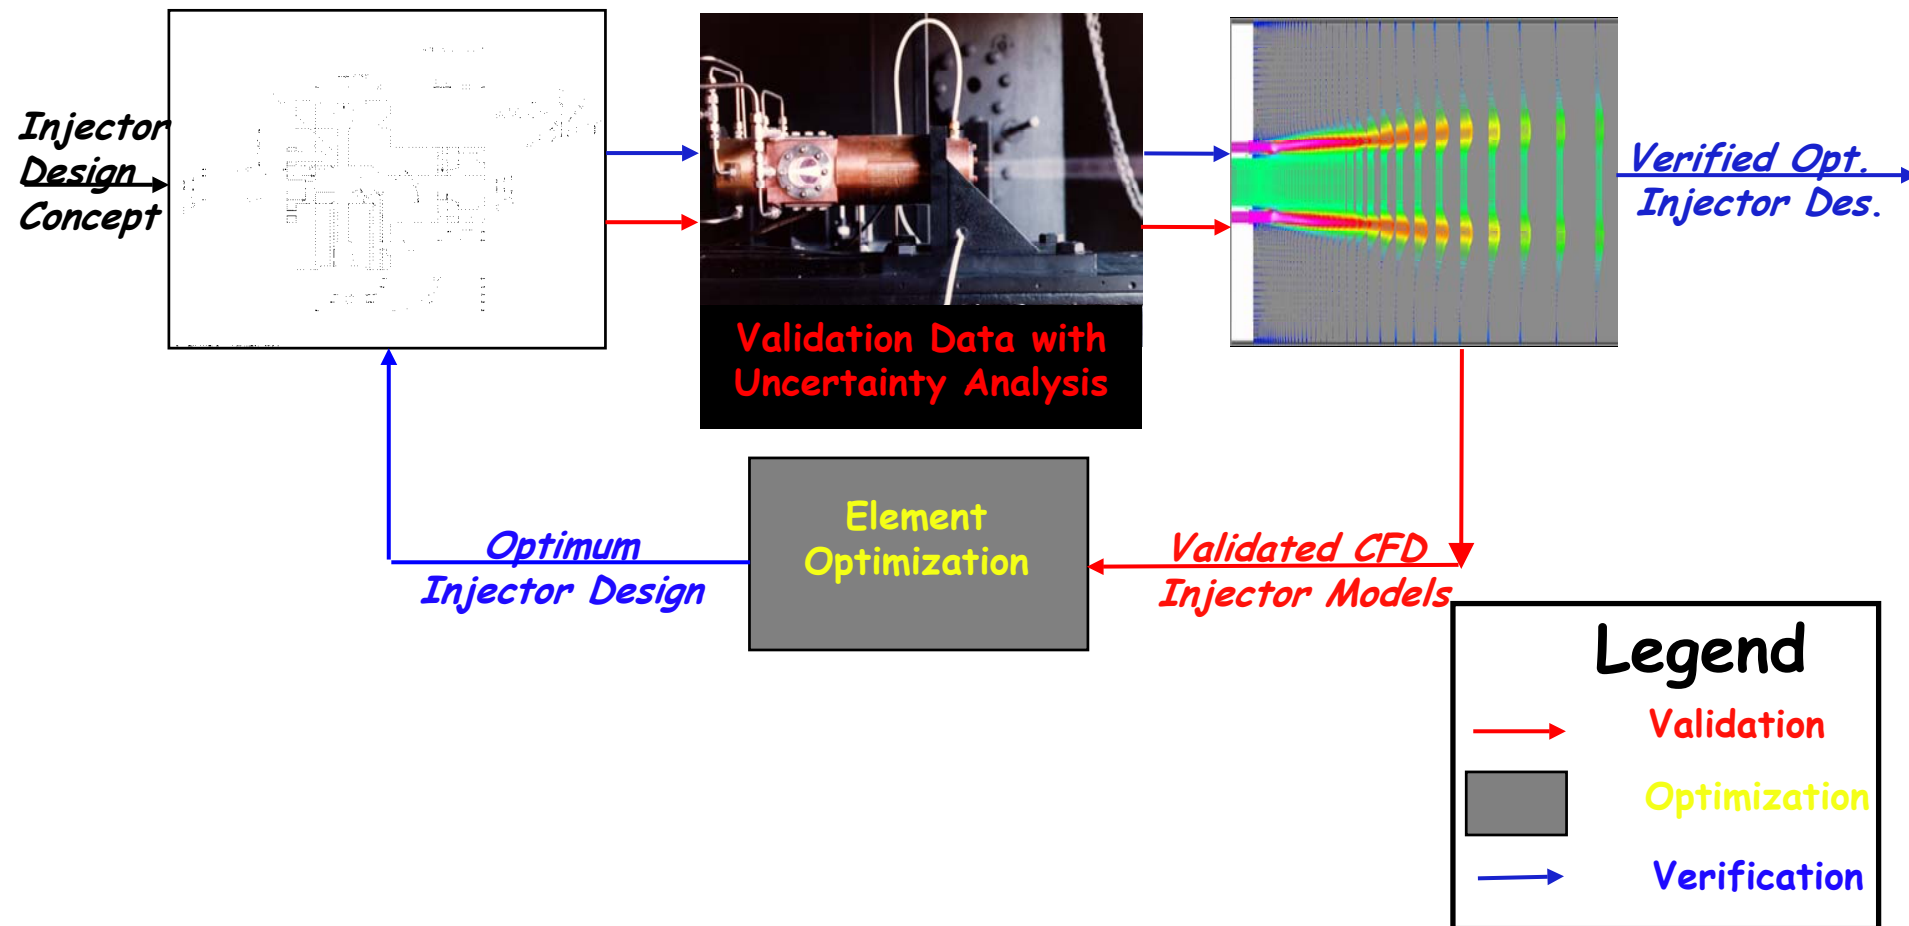 Injector
Design
Concept
Validation Data with
Uncertainty Analysis
Verified Opt.
Injector Des.
Element
Optimization
Optimum
Injector Design
Validated CFD
Injector Models
Legend
Validation
Optimization
Verification